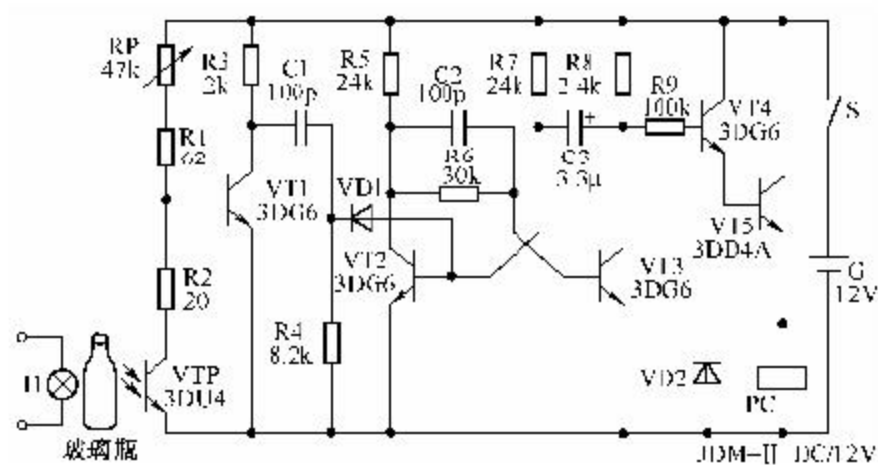 RP
47k
R3
2k
C1
100p
R5
24k
C2
100p
R7
24k
R8
2.4k
R9
100k
VT4
3DG6
S
R1
62
R6
30k
C3
3.3μ
+
VT1
3DG6
VD1
VT5
3DD4A
R2
20
VT2
3DG6
VT3
3DG6
G
12V
R4
8.2k
H
VTP
3DU4
VD2
PC
玻璃瓶
JDM-II DC/12V